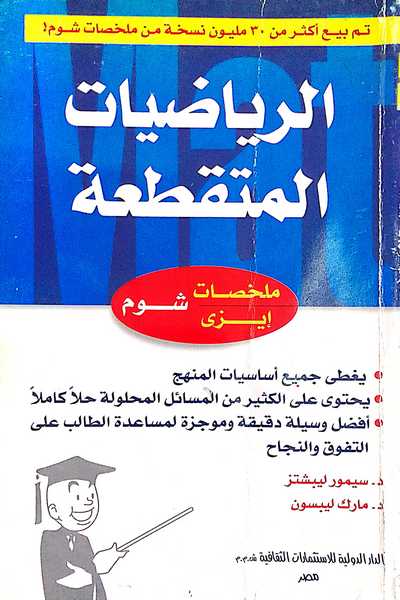 تم بيع أكثر من ٣٠ مليون نسخة من ملخصات شوم!
الرياضيات
المتقطعة
ملخصات شوم
إيزى
يغطى جميع أساسيات المنهج
يحتوى على الكثير من المسائل المحلولة حلاً كاملاً
أفضل وسيلة دقيقة وموجزة لمساعدة الطالب على
التفوق والنجاح
د. سيمور ليبشتز
د. مارك ليبسون
الدار الدولية للاستثمارات الثقافية ش.م.م
مصر